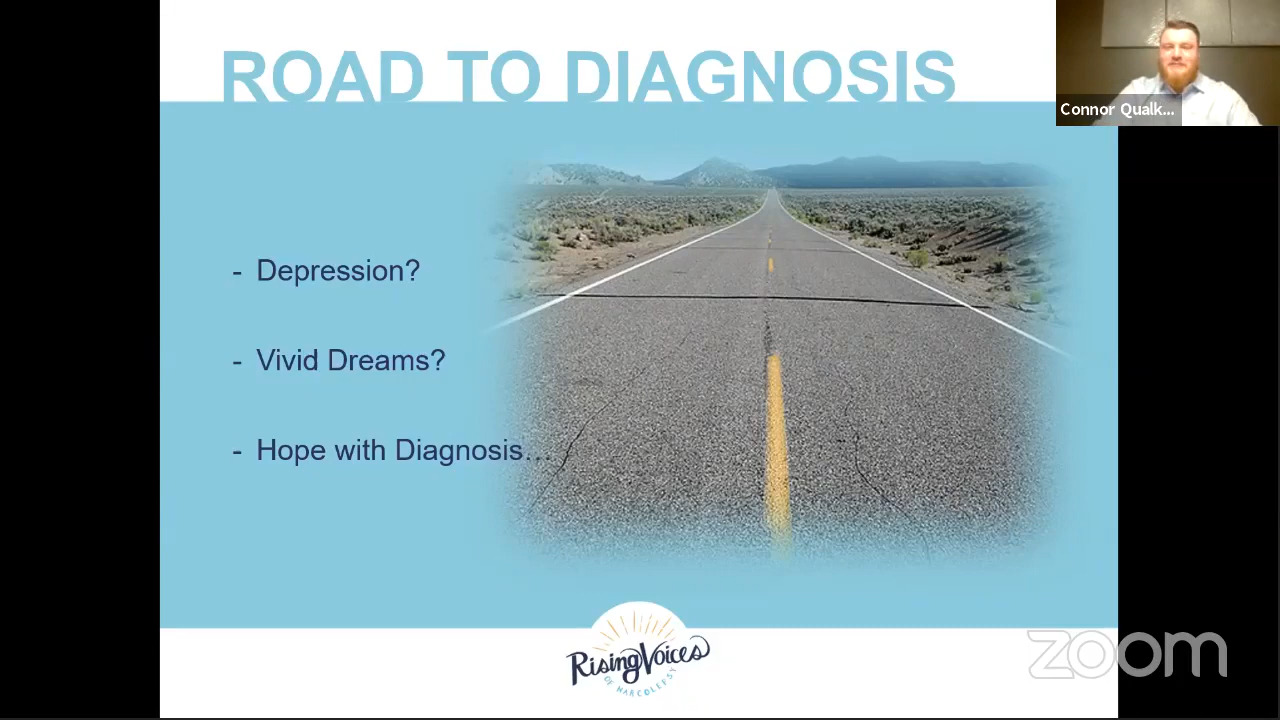 ROAD TO DIAGNOSIS
Connor Qualk...
- Depression?
- Vivid Dreams?
- Hope with Diagnosis...
Rising Voices
OF NARCOLEPSY
zoom